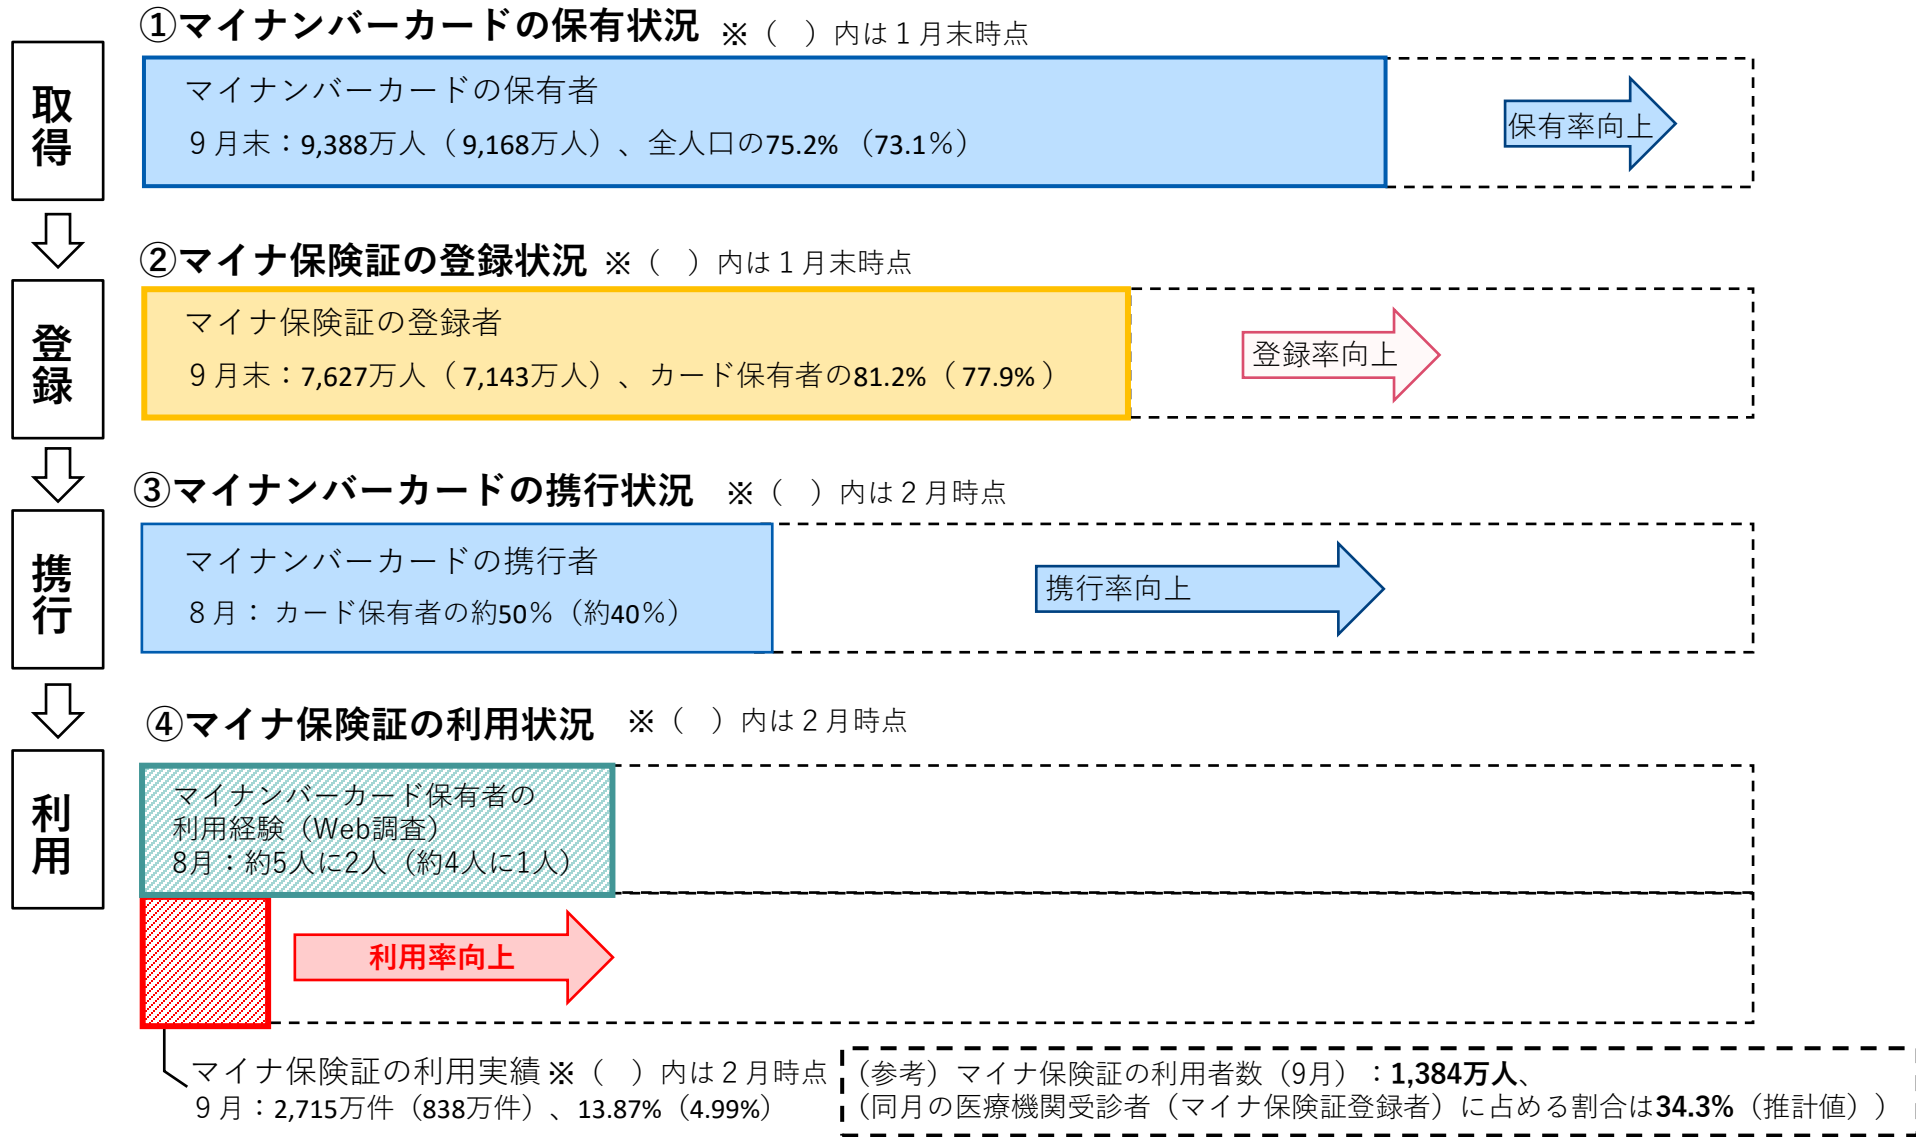 ①マイナンバーカードの保有状況 ※（　）内は１月末時点
取得
マイナンバーカードの保有者
９月末：9,388万人（9,168万人）、全人口の75.2%（73.1％）
保有率向上
②マイナ保険証の登録状況 ※（　）内は１月末時点
登録
マイナ保険証の登録者
９月末：7,627万人（7,143万人）、カード保有者の81.2%（77.9%）
登録率向上
③マイナンバーカードの携行状況 ※（　）内は２月時点
携行
マイナンバーカードの携行者
８月： カード保有者の約50％（約40％）
携行率向上
④マイナ保険証の利用状況 ※（　）内は２月時点
利用
マイナンバーカード保有者の
利用経験（Web調査）
8月：約5人に2人（約4人に1人）
利用率向上
マイナ保険証の利用実績 ※（　）内は２月時点
９月：2,715万件（838万件）、13.87%（4.99%）
（参考）マイナ保険証の利用者数（9月）：1,384万人、
（同月の医療機関受診者（マイナ保険証登録者）に占める割合は34.3%（推計値））